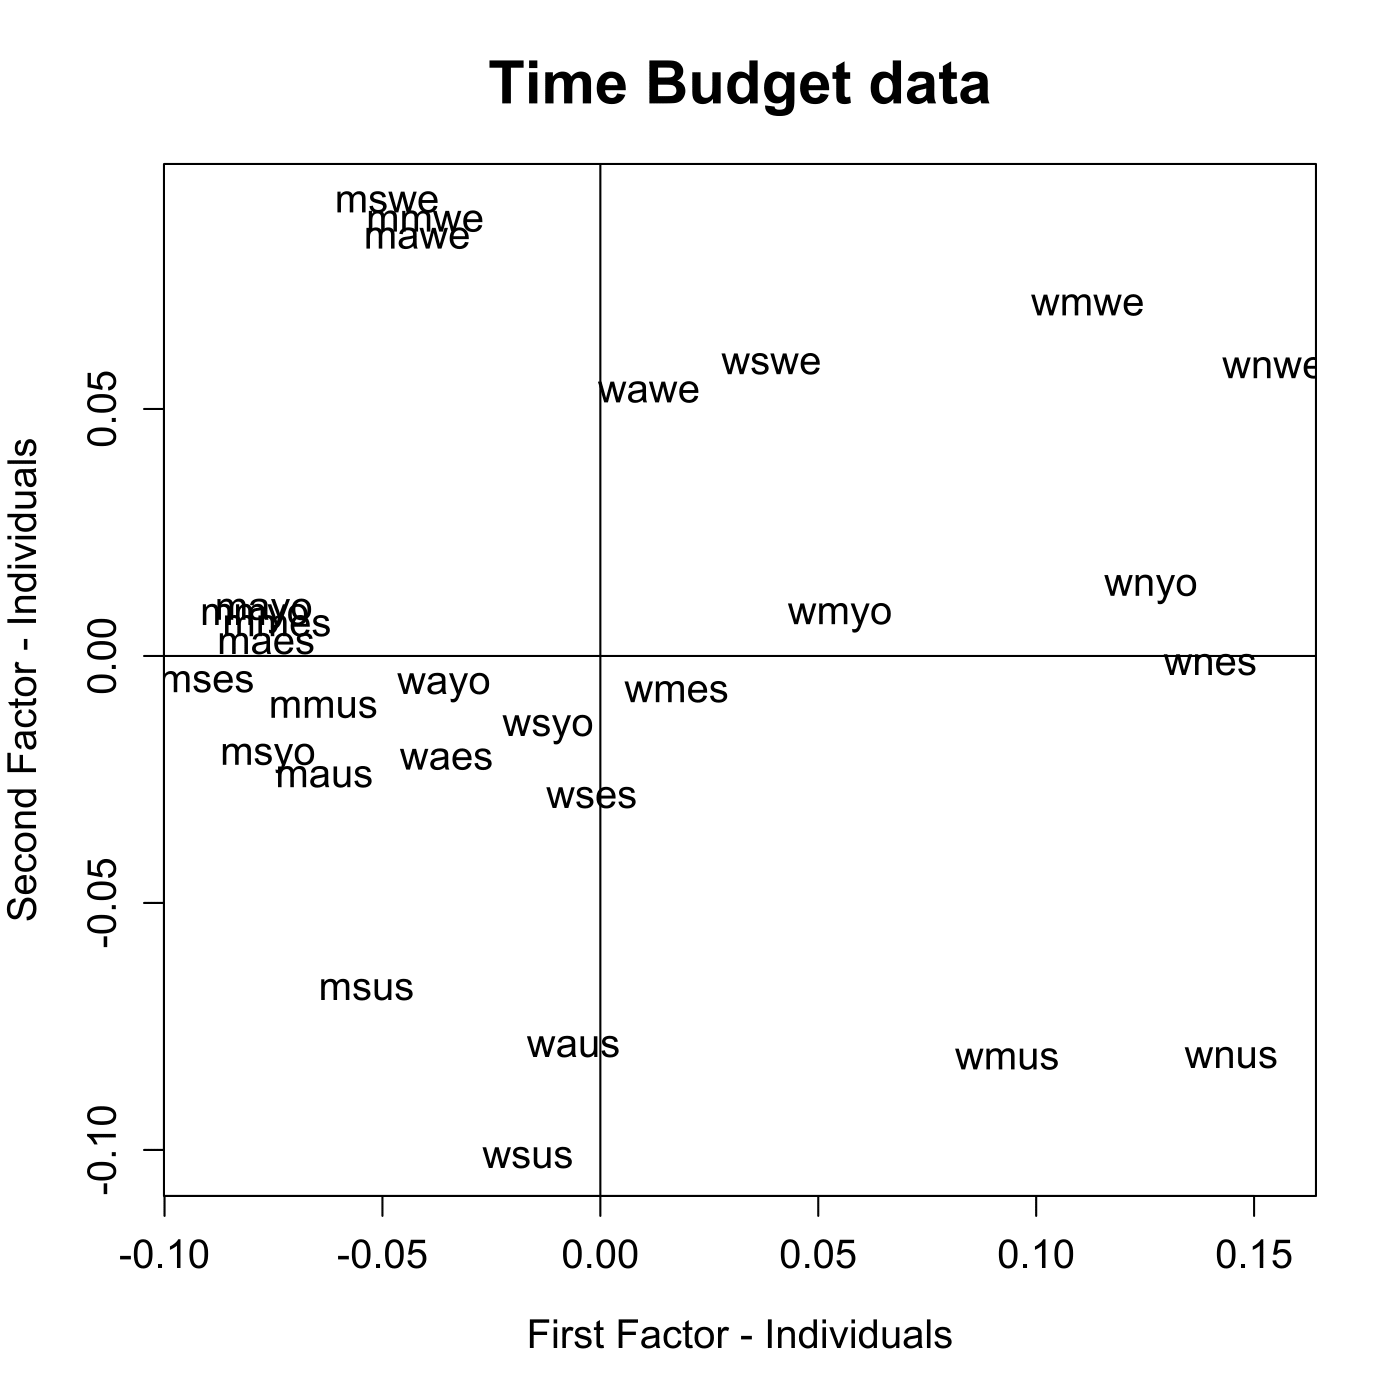 Time Budget data
mswe
mmwe
mawe
wmwe
wswe
wnwe
wawe
mayo
mmyo
mmes
maes
wnyo
wmyo
wnes
mses
wayo
wmes
mmus
wsyo
msyo
waes
maus
wses
msus
waus
wmus
wnus
wsus
0.05
0.00
-0.05
-0.10
Second Factor - Individuals
-0.10 -0.05 0.00 0.05 0.10 0.15
First Factor - Individuals